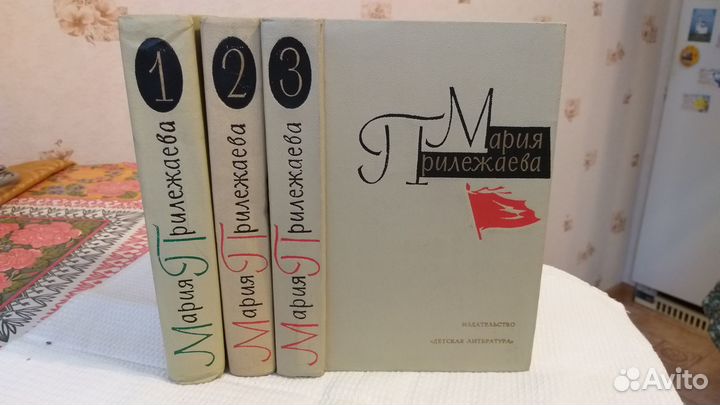 1
Мария Прилежаева
2
Мария Прилежаева
3
Мария Прилежаева
Мария
Прилежаева
ИЗДАТЕЛЬСТВО
«ДЕТСКАЯ ЛИТЕРАТУРА»
Avito